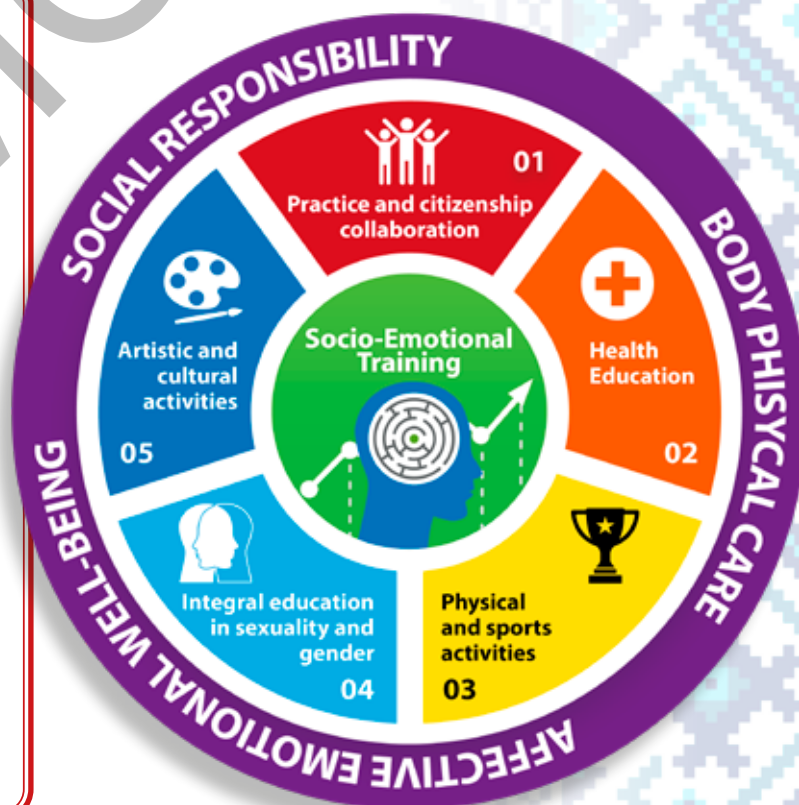 SOCIAL RESPONSIBILITY
BODY PHISYCAL CARE
AFFECTIVE EMOTIONAL WELL-BEING
01
Practice and citizenship
collaboration
Health
Education
02
Physical
and sports
activities
03
Integral education
in sexuality and
gender
04
Artistic and
cultural
activities
05
Socio-Emotional
Training